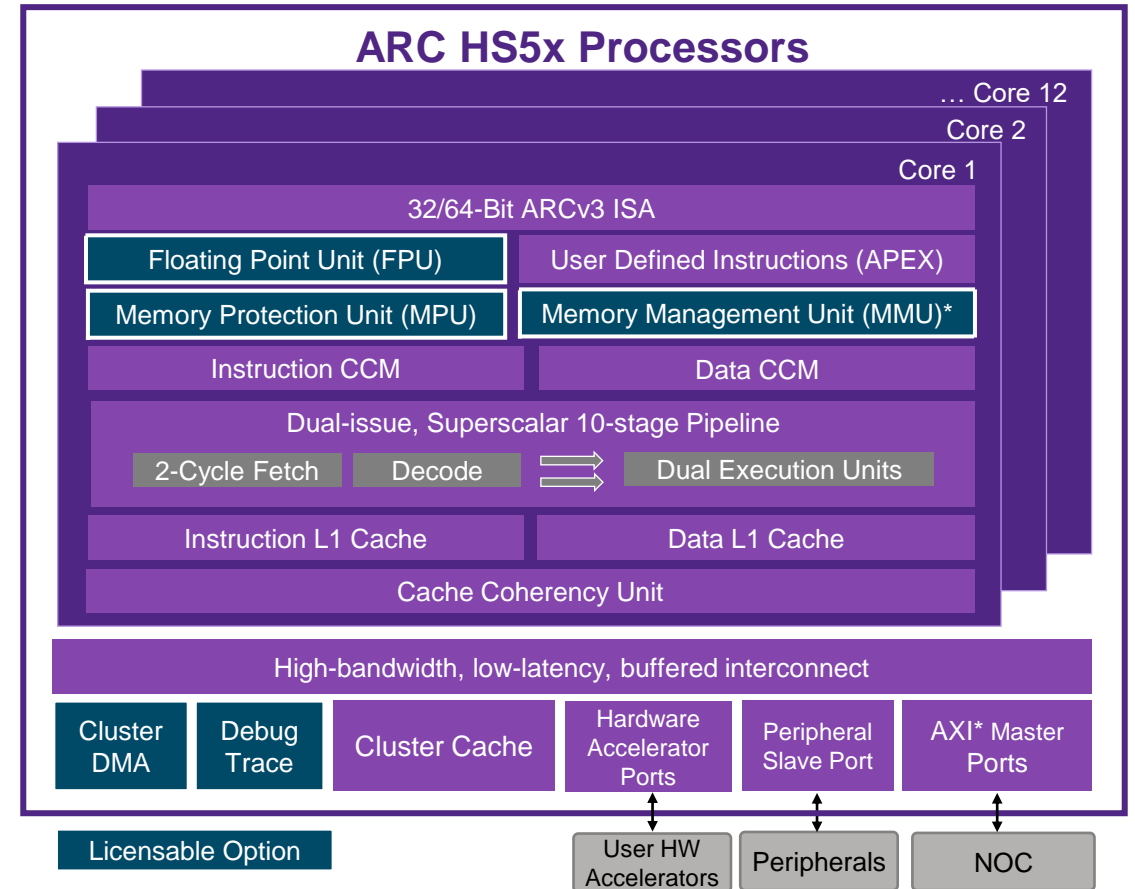 ARC HS5x Processors
… Core 12
Core 2
Core 1
32/64-Bit ARCv3 ISA
Floating Point Unit (FPU)
User Defined Instructions (APEX)
Memory Protection Unit (MPU)
Memory Management Unit (MMU)*
Instruction CCM
Data CCM
Dual-issue, Superscalar 10-stage Pipeline
2-Cycle Fetch
Decode
Dual Execution Units
Instruction L1 Cache
Data L1 Cache
Cache Coherency Unit
High-bandwidth, low-latency, buffered interconnect
Cluster
DMA
Debug
Trace
Cluster Cache
Hardware
Accelerator
Ports
Peripheral
Slave Port
AXI* Master
Ports
Licensable Option
User HW
Accelerators
Peripherals
NOC